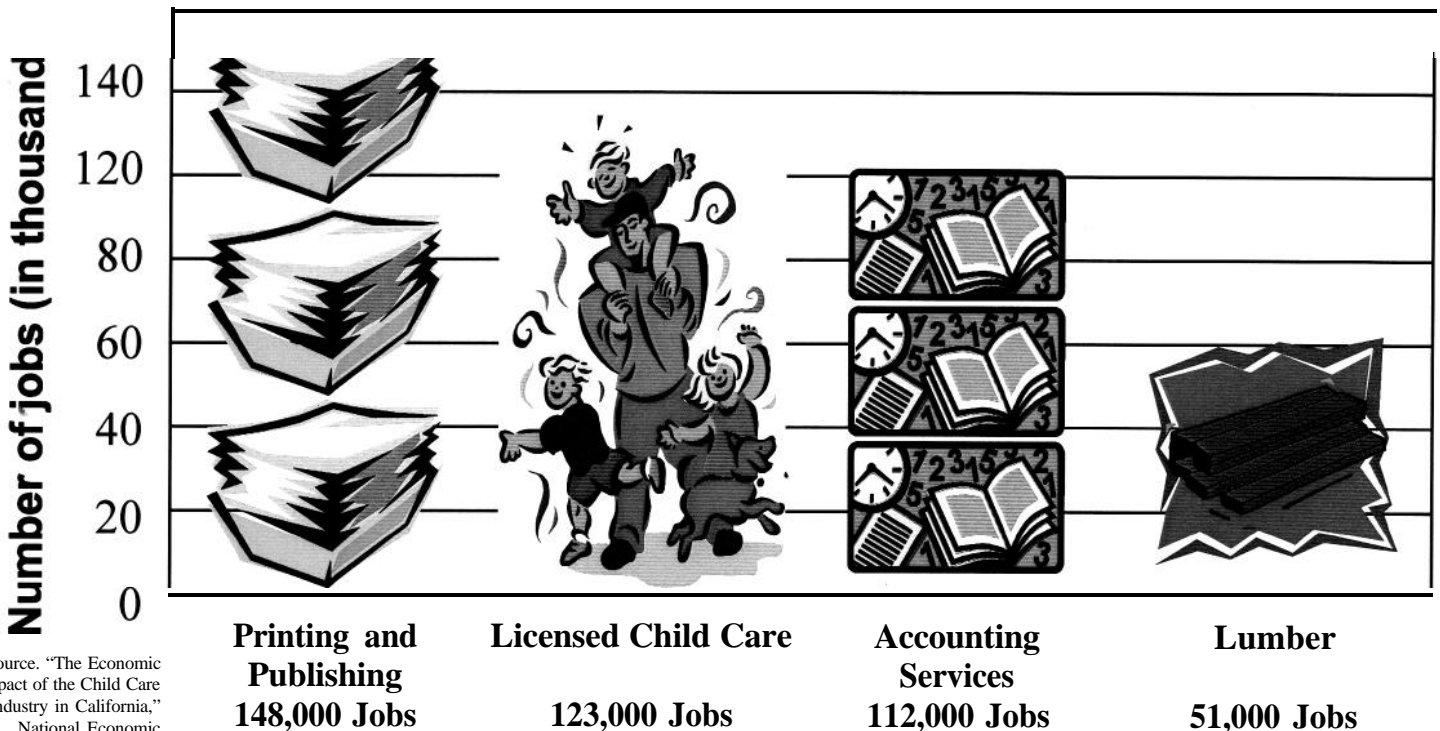 Number of jobs (in thousand
140
120
80
60
40
20
0
Printing and
Publishing
148,000 Jobs
Licensed Child Care
123,000 Jobs
Accounting
Services
112,000 Jobs
Lumber
51,000 Jobs
ource. “The Economic
pact of the Child Care
ndustry in California,”
National Economic